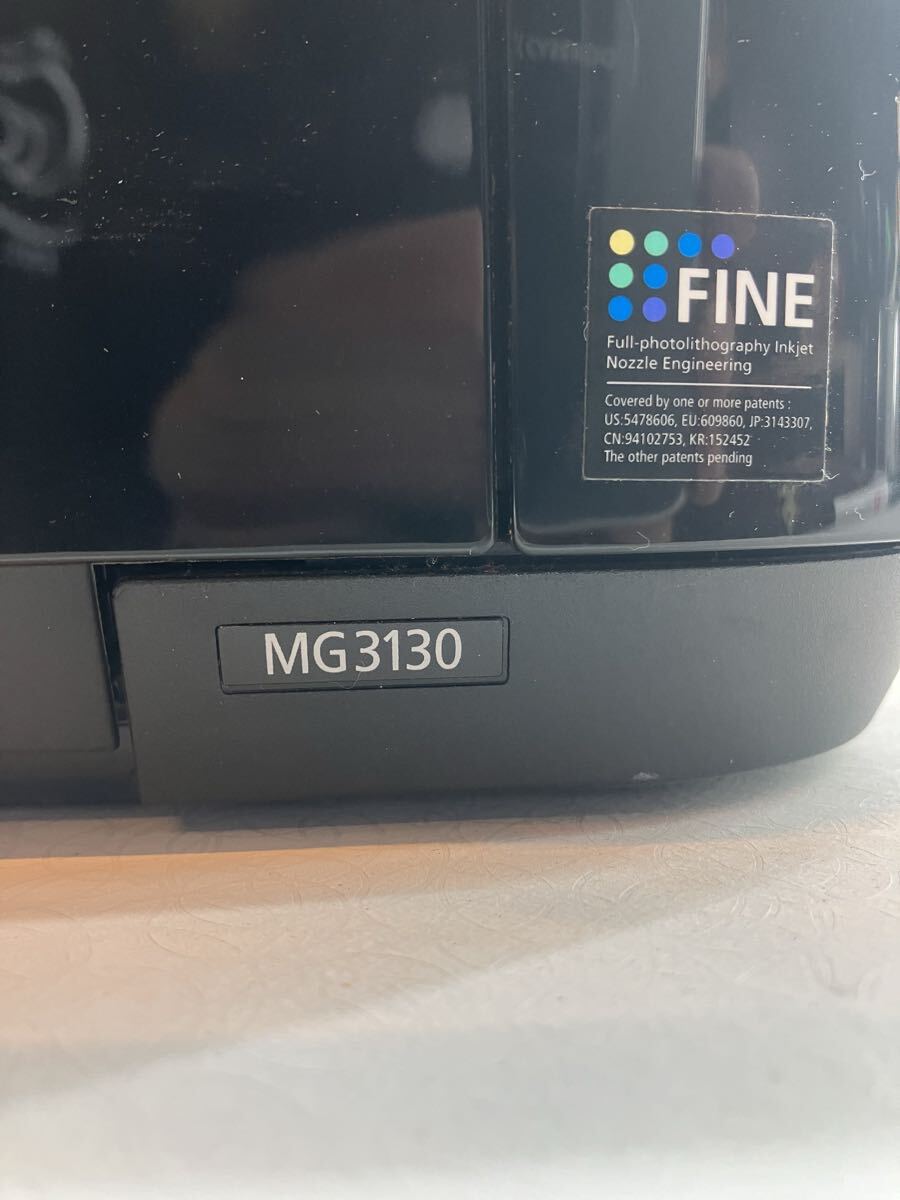 FINE
Full-photolithography Inkjet
Nozzle Engineering
Covered by one or more patents :
US:5478606, EU:609860, JP:3143307,
CN:94102753, KR:152452
The other patents pending
MG3130